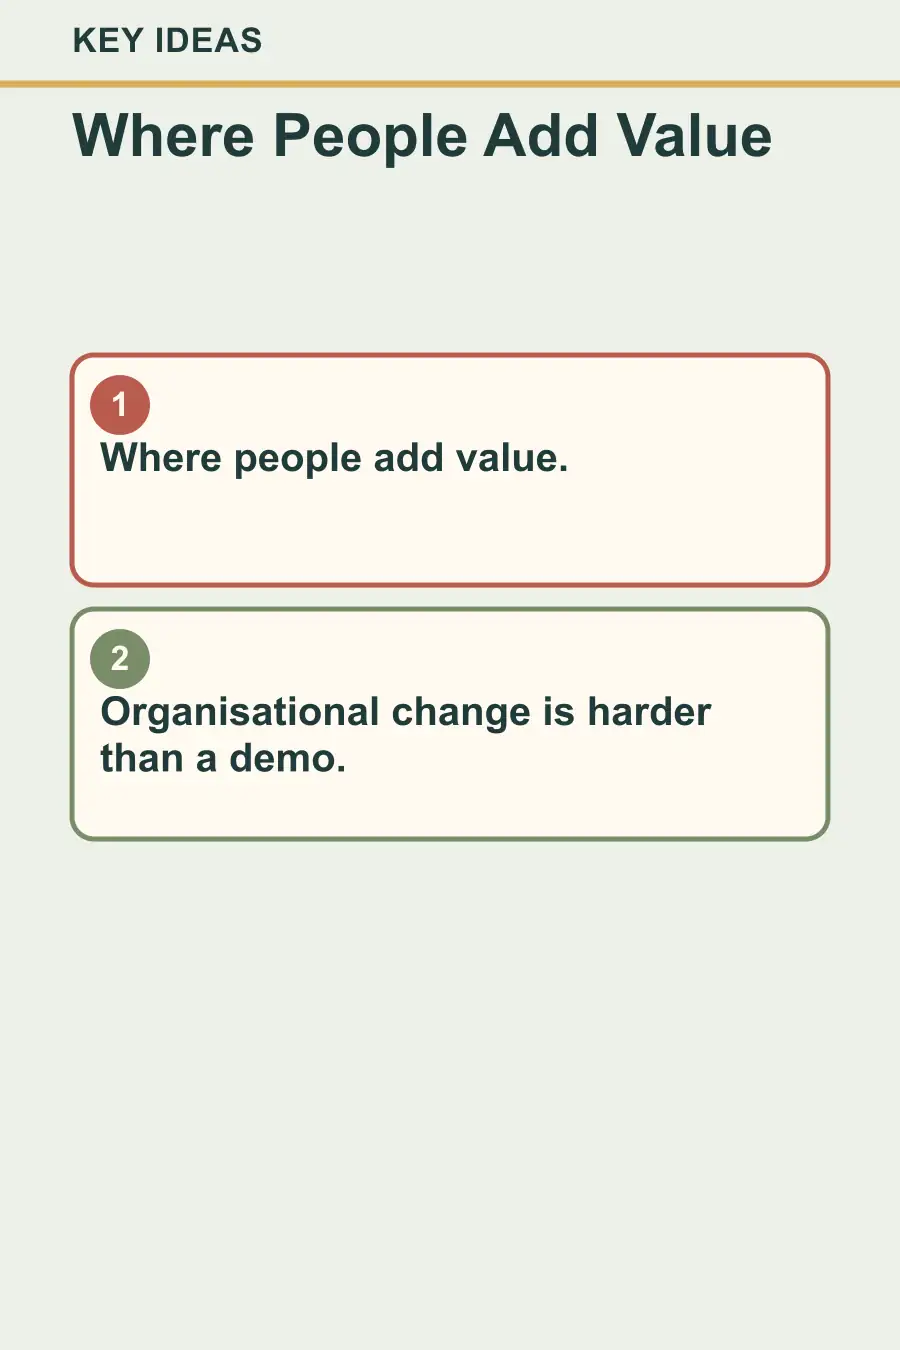 KEY IDEAS
Where People Add Value
1
Where people add value.
2
Organisational change is harder
than a demo.